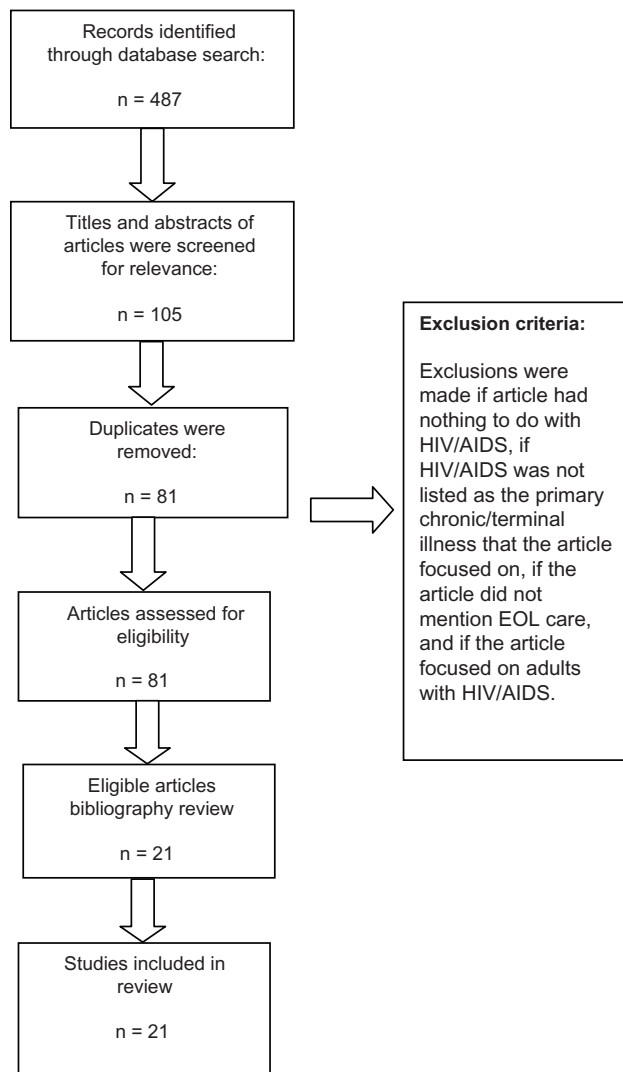 Records identified
through database search:
n = 487
Titles and abstracts of
articles were screened
for relevance:
n = 105
Duplicates were
removed:
n = 81
Exclusion criteria:
Exclusions were
made if article had
nothing to do with
HIV/AIDS, if
HIV/AIDS was not
listed as the primary
chronic/terminal
illness that the article
focused on, if the
article did not
mention EOL care,
and if the article
focused on adults
with HIV/AIDS.
Articles assessed for
eligibility
n = 81
Eligible articles
bibliography review
n = 21
Studies included in
review
n = 21